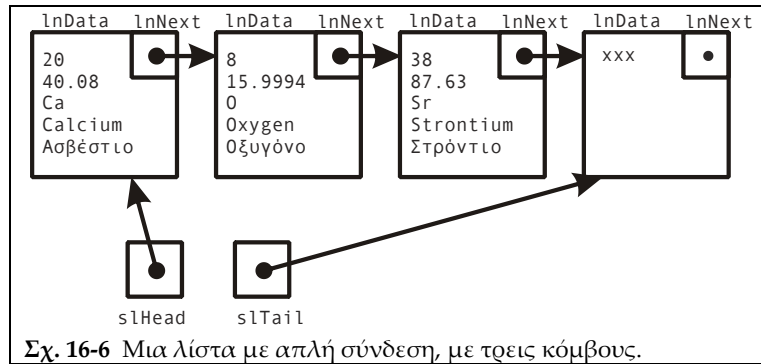 lnData lnNext lnData lnNext lnData lnNext lnData lnNext
20
40.08
Ca
Calcium
Ασβέστιο
8
15.9994
O
Oxygen
Οξυγόνο
38
87.63
Sr
Strontium
Στρόντιο
xxx
slHead slTail
Σχ. 16-6 Μια λίστα με απλή σύνδεση, με τρεις κόμβους.